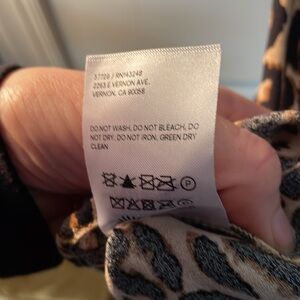 37728 / RN143248
2263 E VERNON AVE.
VERNON, CA 90058
DO NOT WASH, DO NOT BLEACH, DO
NOT DRY, DO NOT IRON, GREEN DRY
CLEAN
P